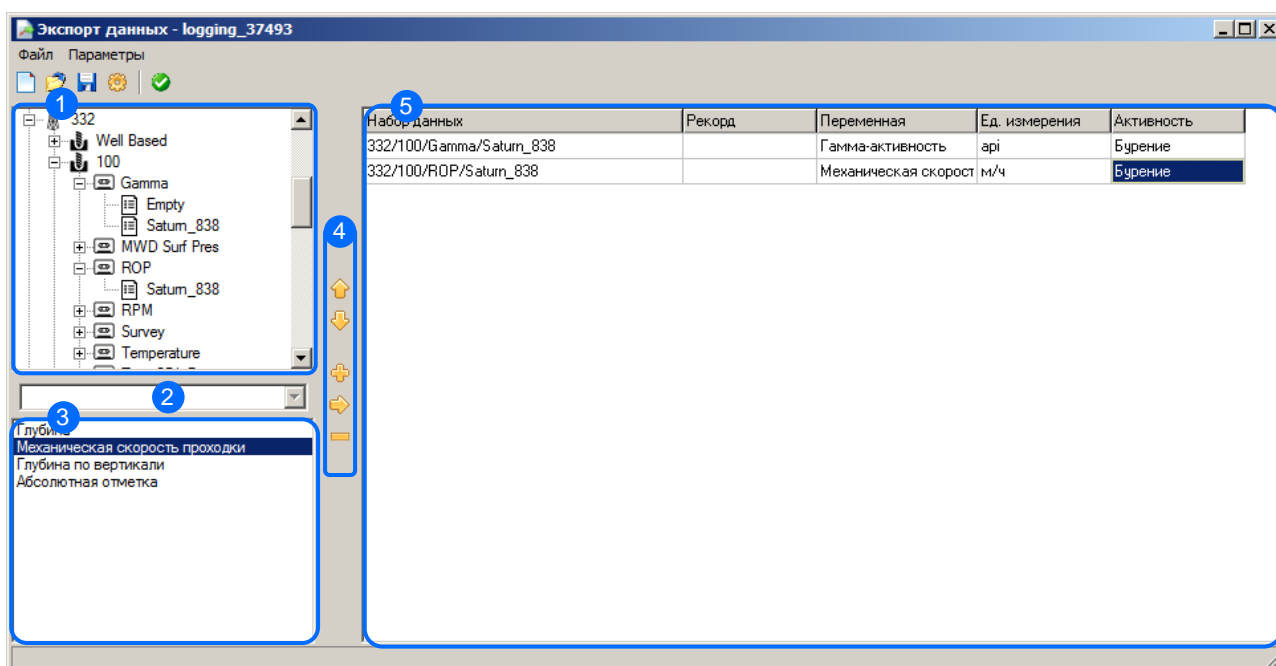 Экспорт данных - logging_37493
Файл Параметры
1
332
Well Based
100
Gamma
Empty
Saturn_838
MWD Surf Pres
ROP
Saturn_838
RPM
Survey
Temperature
2
3
Глубина
Механическая скорость проходки
Глубина по вертикали
Абсолютная отметка
4
5
Набор данных Рекорд Переменная Ед. измерения Активность
332/100/Gamma/Saturn_838 Гамма-активность api Бурение
332/100/ROP/Saturn_838 Механическая скорост м/ч Бурение